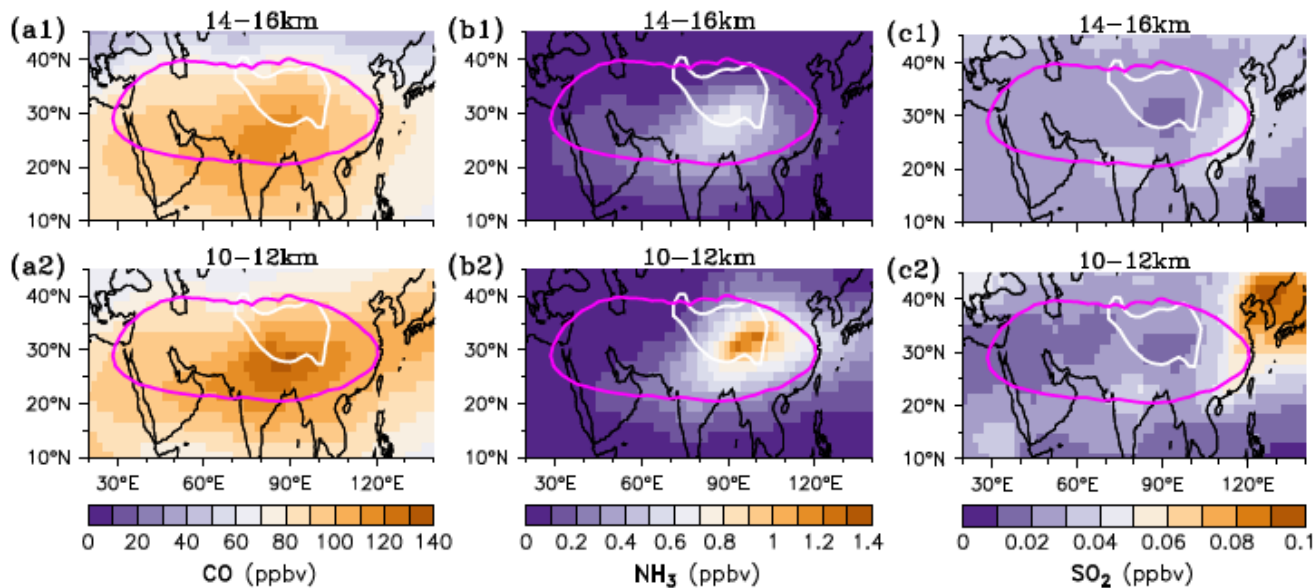 (a1) 14−16km (b1) 14−16km (c1) 14−16km
40°N 40°N 40°N
30°N 30°N 30°N
20°N 20°N 20°N
10°N 10°N 10°N
(a2) 10−12km (b2) 10−12km (c2) 10−12km
40°N 40°N 40°N
30°N 30°N 30°N
20°N 20°N 20°N
10°N 10°N 10°N
30°E 60°E 90°E 120°E 30°E 60°E 90°E 120°E 30°E 60°E 90°E 120°E
0 20 40 60 80 100 120 140 0 0.2 0.4 0.6 0.8 1 1.2 1.4 0 0.02 0.04 0.06 0.08 0.1
CO (ppbv) NH₃ (ppbv) SO₂ (ppbv)